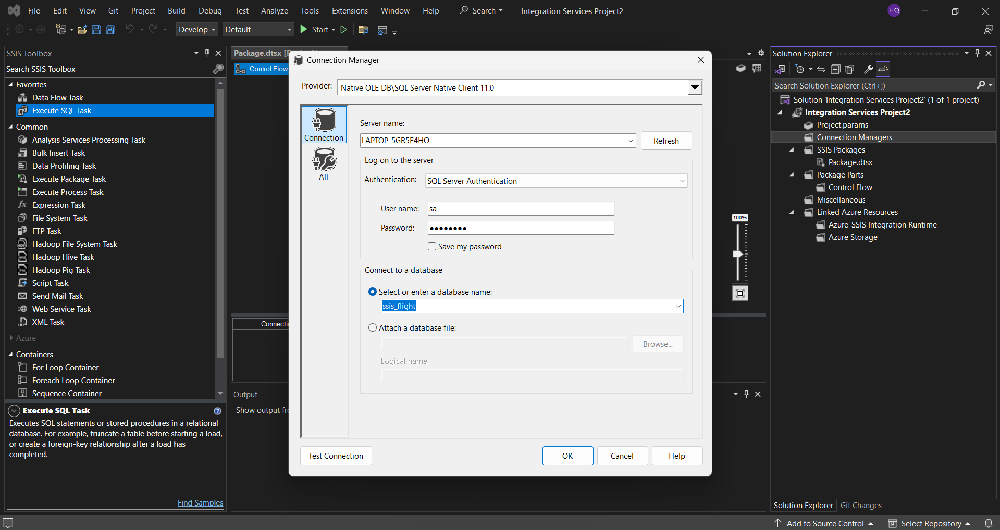 File Edit View Git Project Build Debug Test Analyze Tools Extensions Window Help Search Integration Services Project2 HQ
Develop Default Start
SSIS Toolbox
Search SSIS Toolbox
Favorites
Data Flow Task
Execute SQL Task
Common
Analysis Services Processing Task
Bulk Insert Task
Data Profiling Task
Execute Package Task
Execute Process Task
Expression Task
File System Task
FTP Task
Hadoop File System Task
Hadoop Hive Task
Hadoop Pig Task
Script Task
Send Mail Task
Web Service Task
XML Task
Azure
Containers
For Loop Container
Foreach Loop Container
Sequence Container
Execute SQL Task
Executes SQL statements or stored procedures in a relational
database. For example, truncate a table before starting a load,
or create a foreign-key relationship after a load has
completed.
Find Samples
Package.dtsx
Control Flow
Connectio
Output
Show output fr
Connection Manager
Provider: Native OLE DB\SQL Server Native Client 11.0
Connection
All
Server name:
LAPTOP-5GR5E4HO Refresh
Log on to the server
Authentication: SQL Server Authentication
User name: sa
Password: ●●●●●●●●
Save my password
Connect to a database
Select or enter a database name:
ssis_flight
Attach a database file:
Browse...
Logical name:
Test Connection OK Cancel Help
100%
Solution Explorer
Search Solution Explorer (Ctrl+;)
Solution 'Integration Services Project2' (1 of 1 project)
Integration Services Project2
Project.params
Connection Managers
SSIS Packages
Package.dtsx
Package Parts
Control Flow
Miscellaneous
Linked Azure Resources
Azure-SSIS Integration Runtime
Azure Storage
Solution Explorer Git Changes
Add to Source Control Select Repository